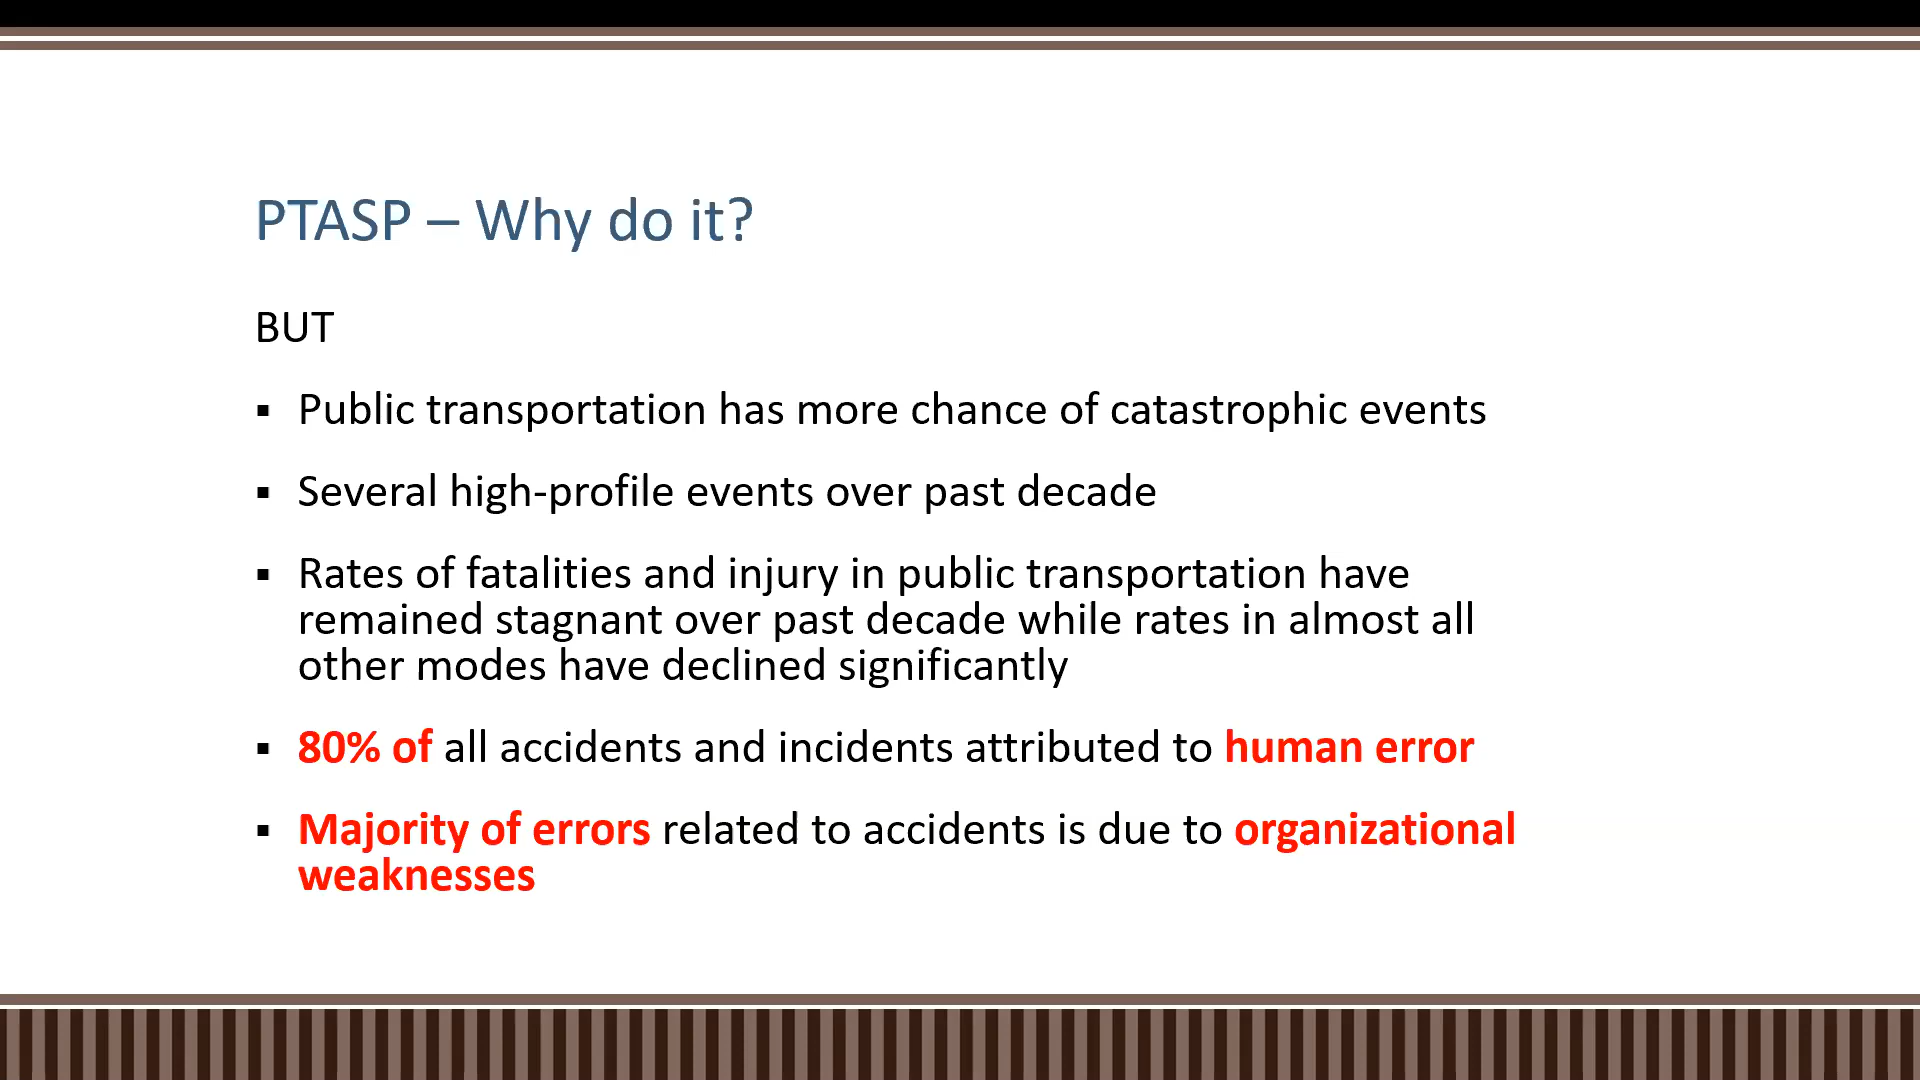 PTASP – Why do it?
BUT
▪ Public transportation has more chance of catastrophic events
▪ Several high-profile events over past decade
▪ Rates of fatalities and injury in public transportation have
remained stagnant over past decade while rates in almost all
other modes have declined significantly
▪ 80% of all accidents and incidents attributed to human error
▪ Majority of errors related to accidents is due to organizational
weaknesses